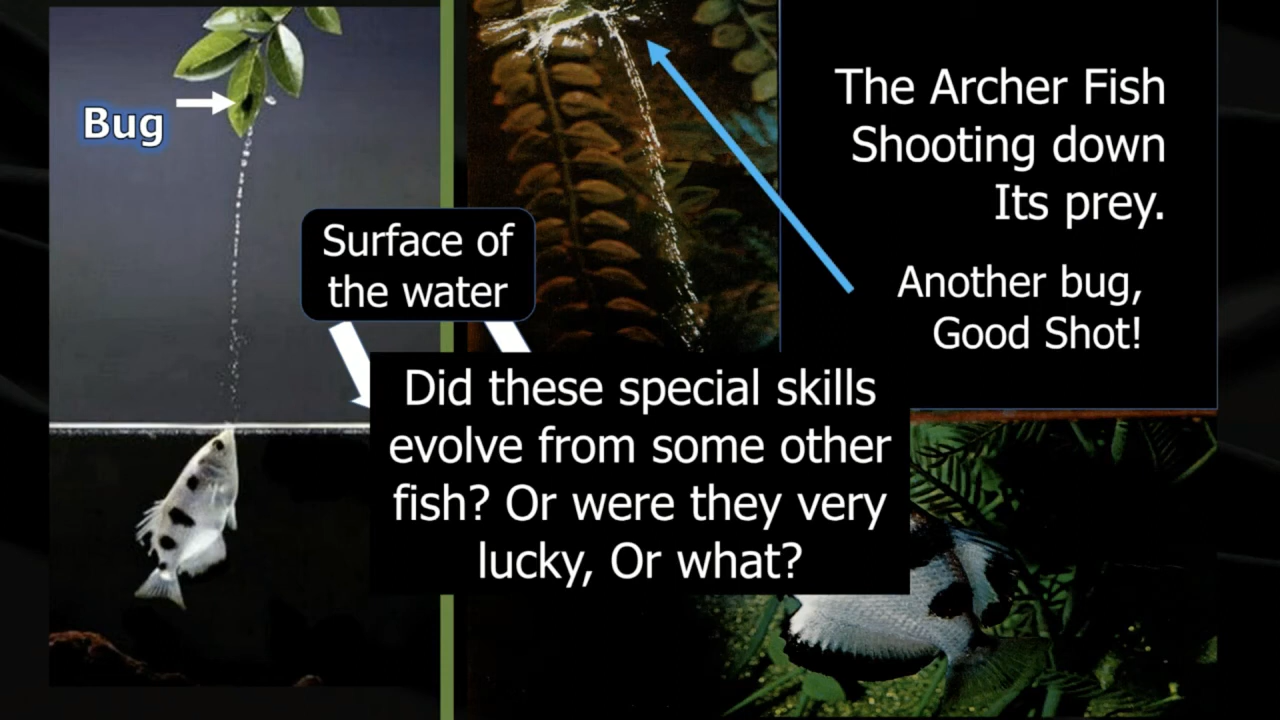 Bug
Surface of
the water
The Archer Fish
Shooting down
Its prey.
Another bug,
Good Shot!
Did these special skills
evolve from some other
fish? Or were they very
lucky, Or what?